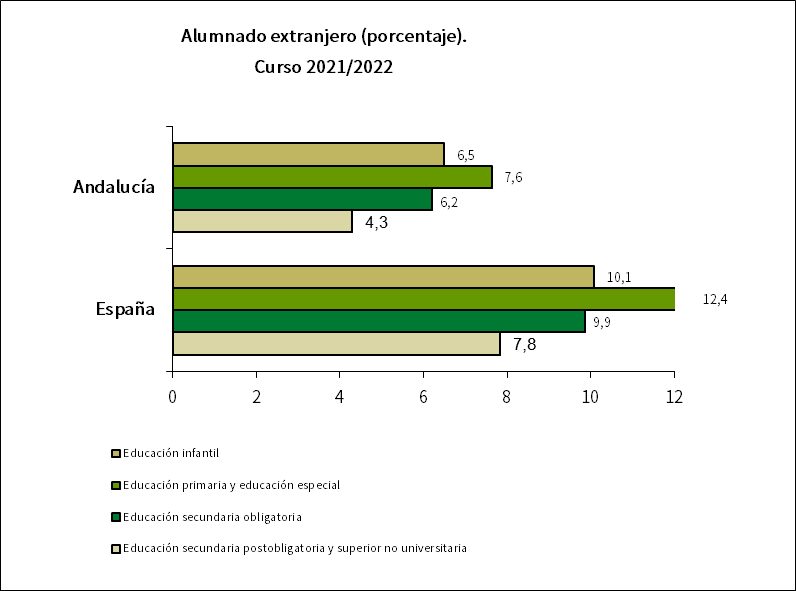 Alumnado extranjero (porcentaje).
Curso 2021/2022
Andalucía
6,5
7,6
6,2
4,3
España
10,1
12,4
9,9
7,8
0 2 4 6 8 10 12
Educación infantil
Educación primaria y educación especial
Educación secundaria obligatoria
Educación secundaria postobligatoria y superior no universitaria